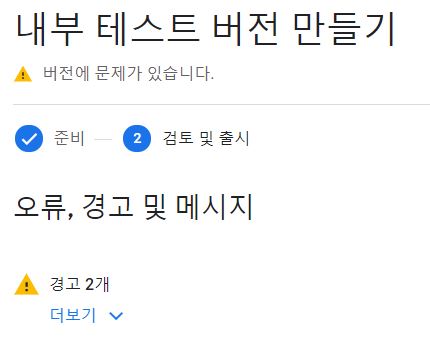 내부 테스트 버전 만들기
버전에 문제가 있습니다.
준비 2 검토 및 출시
오류, 경고 및 메시지
경고 2개
더보기